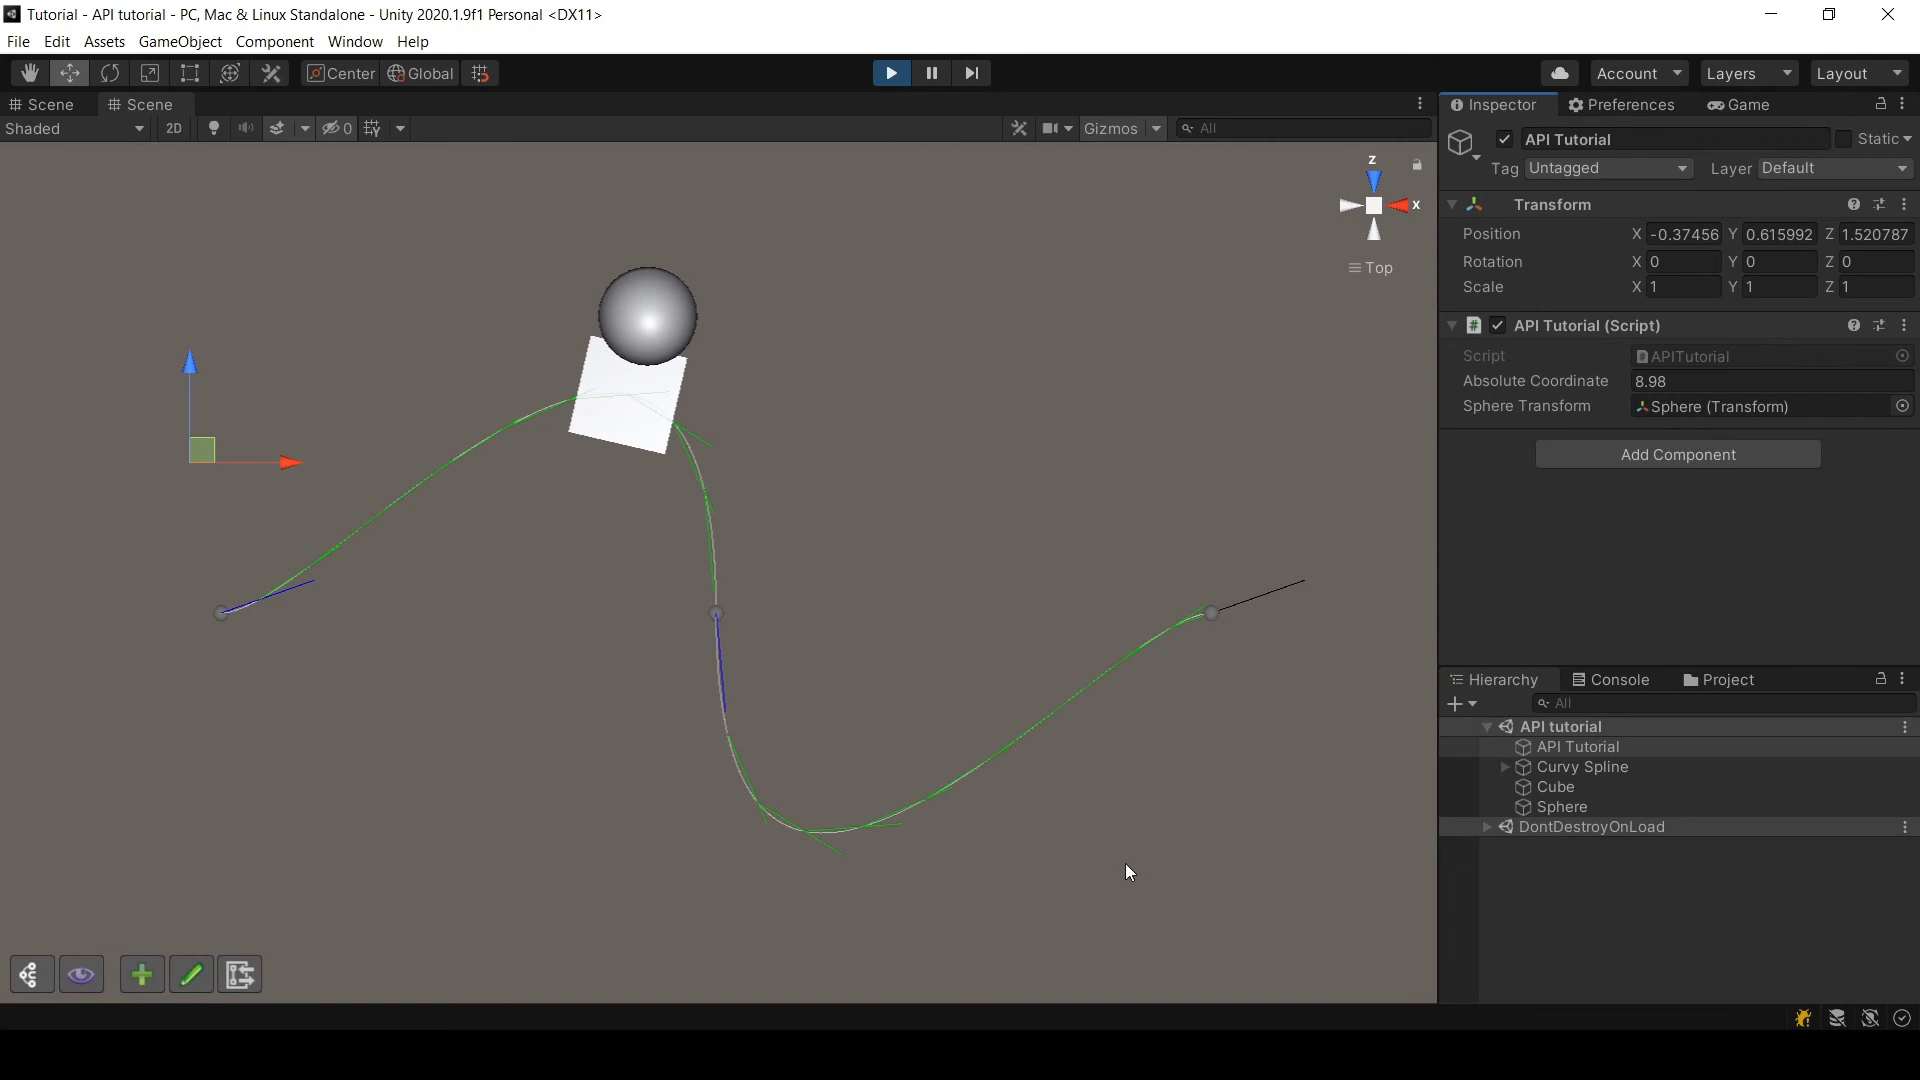 Tutorial - API tutorial - PC, Mac & Linux Standalone - Unity 2020.1.9f1 Personal <DX11>
File Edit Assets GameObject Component Window Help
Center Global Account Layers Layout
Scene Scene Inspector Preferences Game
Shaded 2D 0 Gizmos All
API Tutorial Static
Tag Untagged Layer Default
Transform
Position X -0.37456 Y 0.615992 Z 1.520787
Rotation X 0 Y 0 Z 0
Scale X 1 Y 1 Z 1
API Tutorial (Script)
Script APITutorial
Absolute Coordinate 8.98
Sphere Transform Sphere (Transform)
Add Component
z
x
Top
Hierarchy Console Project
All
API tutorial
API Tutorial
Curvy Spline
Cube
Sphere
DontDestroyOnLoad